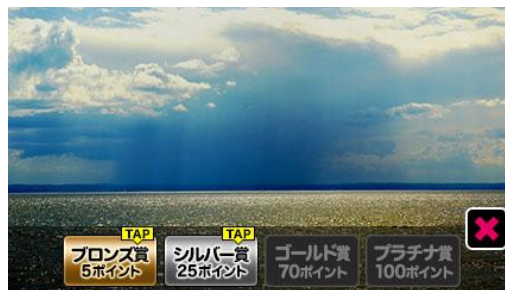 TAP
TAP
ブロンズ賞
5ポイント
シルバー賞
25ポイント
ゴールド賞
70ポイント
プラチナ賞
100ポイント